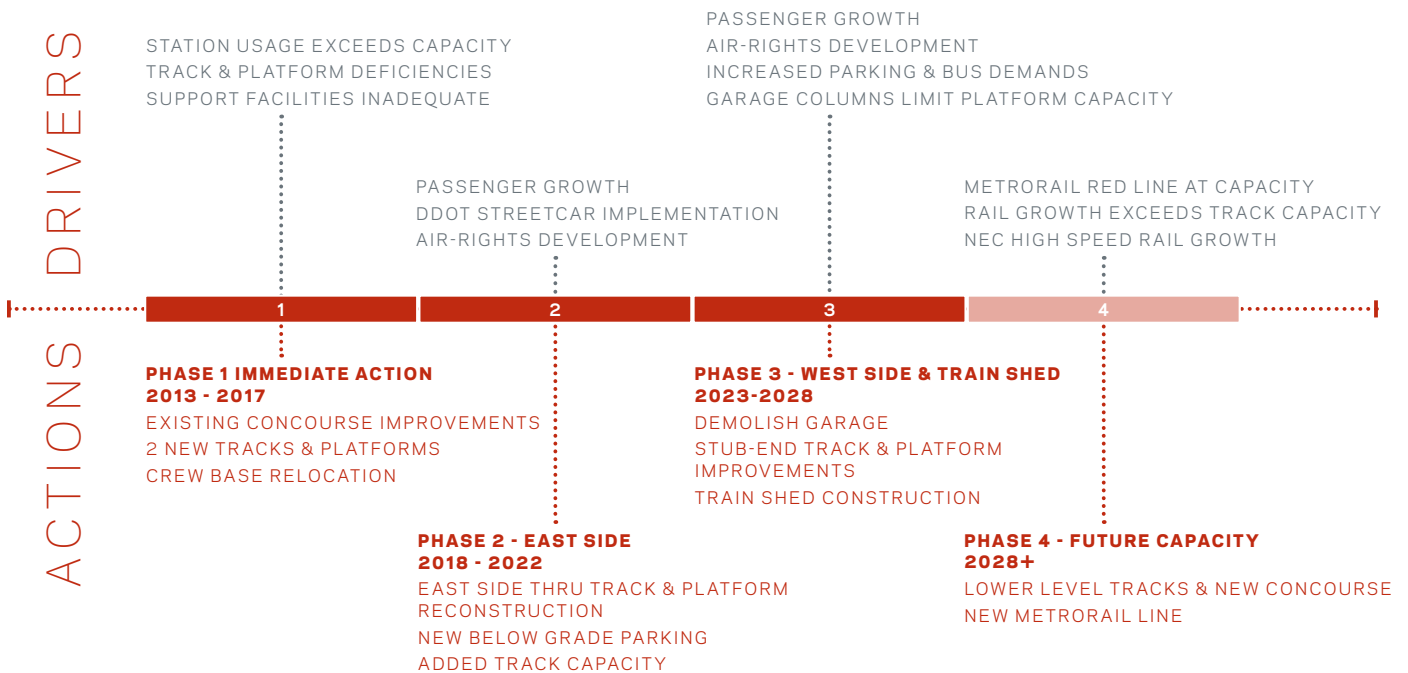 DRIVERS
STATION USAGE EXCEEDS CAPACITY
TRACK & PLATFORM DEFICIENCIES
SUPPORT FACILITIES INADEQUATE
PASSENGER GROWTH
DDOT STREETCAR IMPLEMENTATION
AIR-RIGHTS DEVELOPMENT
PASSENGER GROWTH
AIR-RIGHTS DEVELOPMENT
INCREASED PARKING & BUS DEMANDS
GARAGE COLUMNS LIMIT PLATFORM CAPACITY
METRORAIL RED LINE AT CAPACITY
RAIL GROWTH EXCEEDS TRACK CAPACITY
NEC HIGH SPEED RAIL GROWTH
1
2
3
4
ACTIONS
PHASE 1 IMMEDIATE ACTION
2013 - 2017
EXISTING CONCOURSE IMPROVEMENTS
2 NEW TRACKS & PLATFORMS
CREW BASE RELOCATION
PHASE 2 - EAST SIDE
2018 - 2022
EAST SIDE THRU TRACK & PLATFORM
RECONSTRUCTION
NEW BELOW GRADE PARKING
ADDED TRACK CAPACITY
PHASE 3 - WEST SIDE & TRAIN SHED
2023-2028
DEMOLISH GARAGE
STUB-END TRACK & PLATFORM
IMPROVEMENTS
TRAIN SHED CONSTRUCTION
PHASE 4 - FUTURE CAPACITY
2028+
LOWER LEVEL TRACKS & NEW CONCOURSE
NEW METRORAIL LINE